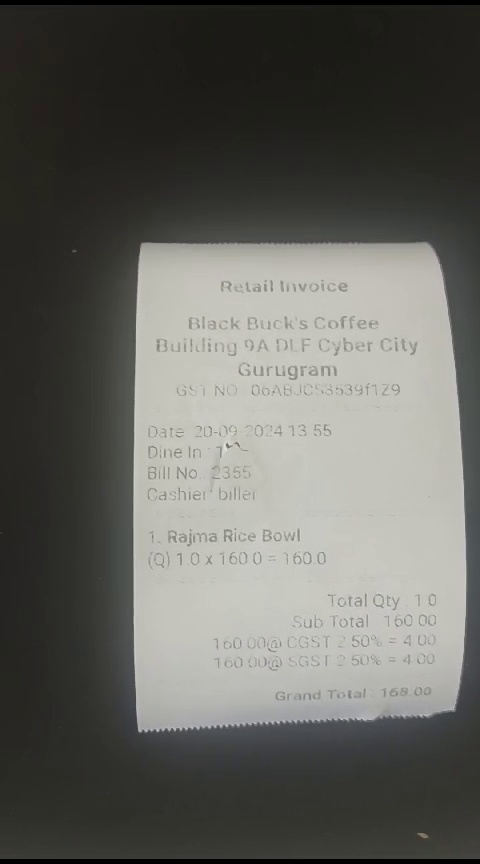 Retail Invoice
Black Buck's Coffee
Building 9A DLF Cyber City
Gurugram
GST NO
Date 20-09-2024 13 55
Dine In :
Bill No. 2355
Cashier biller
1. Rajma Rice Bowl
(Q) 1.0 x 160 0 = 160.0
Total Qty : 1 0
Sub Total : 160 00
160 00@ CGST 2 50% = 4 00
160 00@ SGST 2 50% = 4 00
Grand Total : 168.00